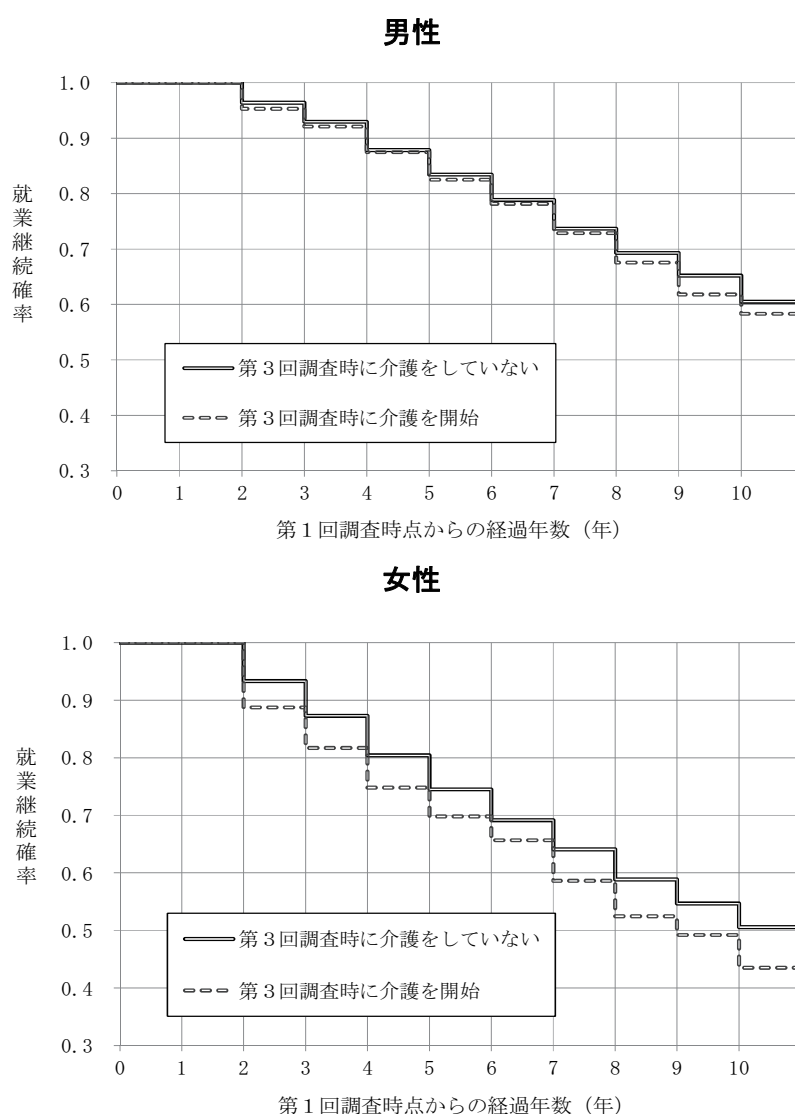 男性
1.0
0.9
0.8
0.7
0.6
0.5
0.4
0.3
就業継続確率
第3回調査時に介護をしていない
第3回調査時に介護を開始
0 1 2 3 4 5 6 7 8 9 10
第1回調査時点からの経過年数（年）
女性
1.0
0.9
0.8
0.7
0.6
0.5
0.4
0.3
就業継続確率
第3回調査時に介護をしていない
第3回調査時に介護を開始
0 1 2 3 4 5 6 7 8 9 10
第1回調査時点からの経過年数（年）